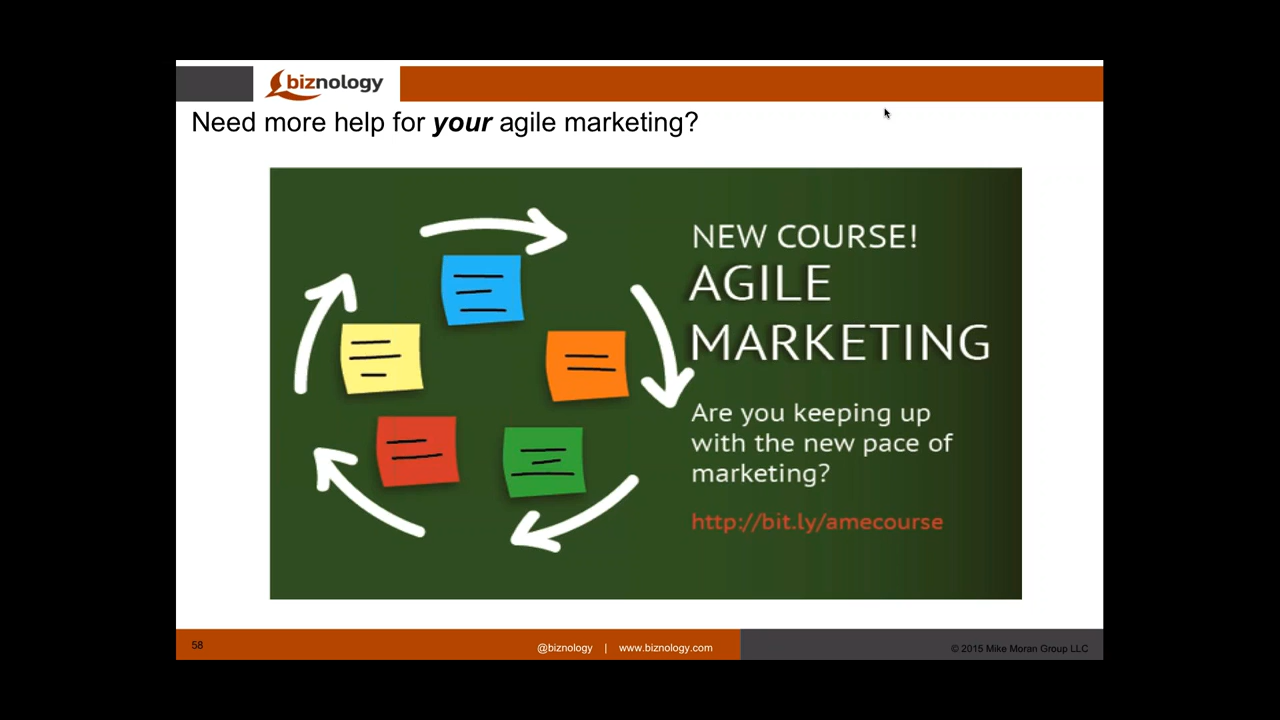 biznology
Need more help for your agile marketing?
NEW COURSE!
AGILE
MARKETING
Are you keeping up
with the new pace of
marketing?
http://bit.ly/amecourse
58
@biznology | www.biznology.com
© 2015 Mike Moran Group LLC